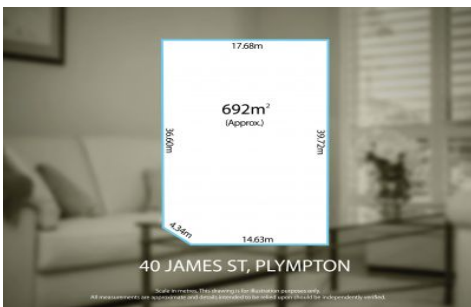 17.68m
692m²
(Approx.)
36.60m
39.72m
4.34m
14.63m
40 JAMES ST, PLYMPTON
Scale in metres. This drawing is for illustration purposes only.
All measurements are approximate and details intended to be relied upon should be independently verified.